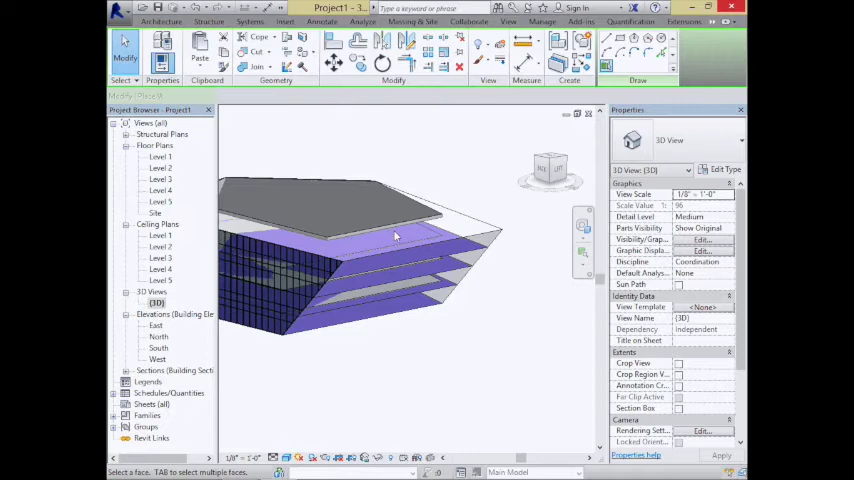 Project1 - 3...
Type a keyword or phrase
Sign In
Architecture Structure Systems Insert Annotate Analyze Massing & Site Collaborate View Manage Add-Ins Quantification Extensions
Modify
Paste
Cope
Cut
Join
Select Properties Clipboard Geometry Modify View Measure Create Draw
Modify | Place W
Project Browser - Project1
Views (all)
Structural Plans
Floor Plans
Level 1
Level 2
Level 3
Level 4
Level 5
Site
Ceiling Plans
Level 1
Level 2
Level 3
Level 4
Level 5
3D Views
{3D}
Elevations (Building Ele
East
North
South
West
Sections (Building Secti
Legends
Schedules/Quantities
Sheets (all)
Families
Groups
Revit Links
BACK LEFT
Properties
3D View
3D View: {3D} Edit Type
Graphics
View Scale 1/8" = 1'-0"
Scale Value 1: 96
Detail Level Medium
Parts Visibility Show Original
Visibility/Grap... Edit...
Graphic Displa... Edit...
Discipline Coordination
Default Analys... None
Sun Path
Identity Data
View Template <None>
View Name {3D}
Dependency Independent
Title on Sheet
Extents
Crop View
Crop Region V...
Annotation Cr...
Far Clip Active
Section Box
Camera
Rendering Sett... Edit...
Locked Orient...
Properties help Apply
1/8" = 1'-0"
Select a face. TAB to select multiple faces. :0 Main Model